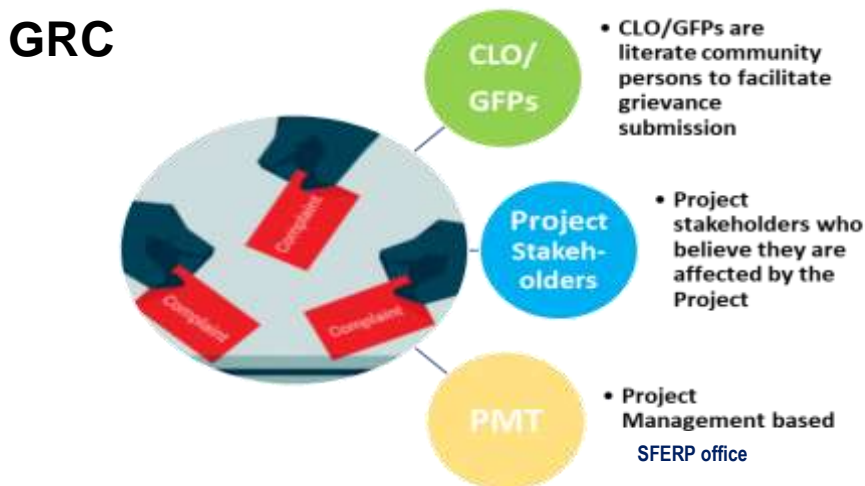 GRC
CLO/
GFPs
• CLO/GFPs are
literate community
persons to facilitate
grievance
submission
Complaint
Complaint
Complaint
Project
Stakeh-
olders
• Project
stakeholders who
believe they are
affected by the
Project
PMT
• Project
Management based
SFERP office